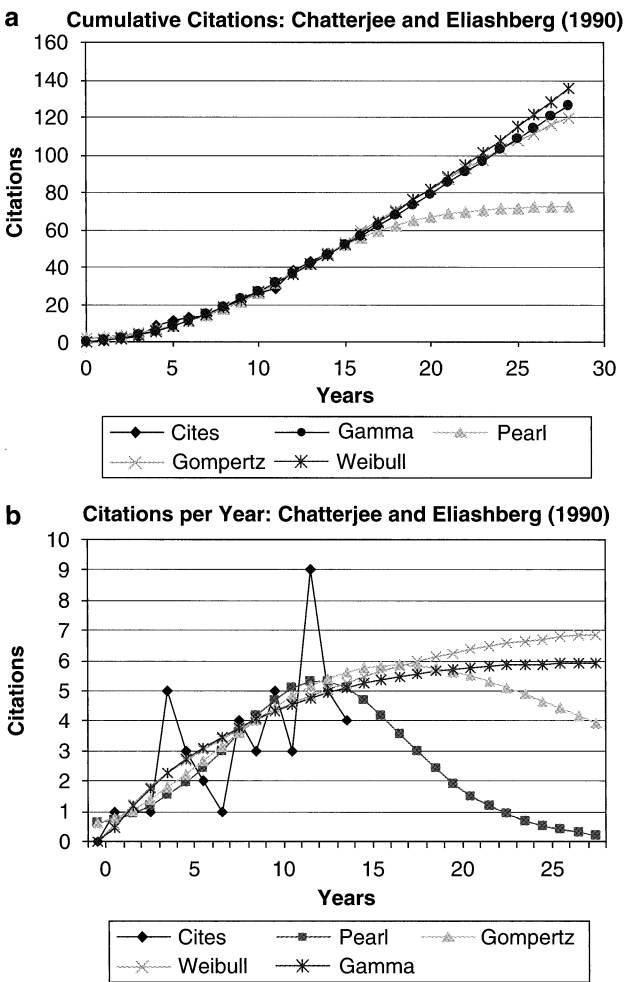 a Cumulative Citations: Chatterjee and Eliashberg (1990)
160
140
120
100
80
60
40
20
0
Citations
0 5 10 15 20 25 30
Years
Cites Gamma Pearl
Gompertz Weibull
b Citations per Year: Chatterjee and Eliashberg (1990)
10
9
8
7
6
5
4
3
2
1
0
Citations
0 5 10 15 20 25
Years
Cites Pearl Gompertz
Weibull Gamma